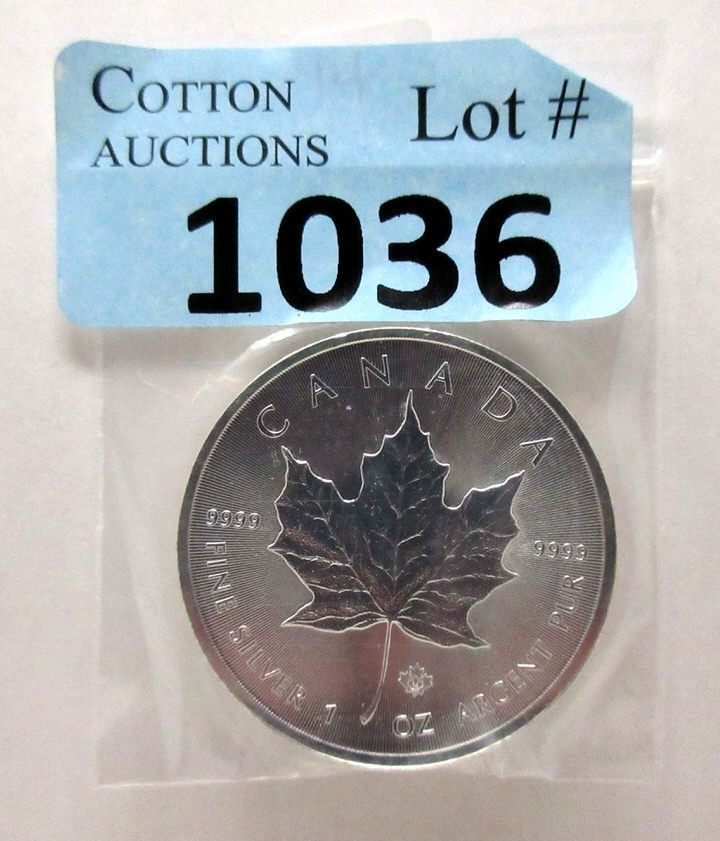 COTTON
AUCTIONS
Lot #
1036
CANADA
9999
9999
FINE SILVER 1 OZ ARGENT PUR